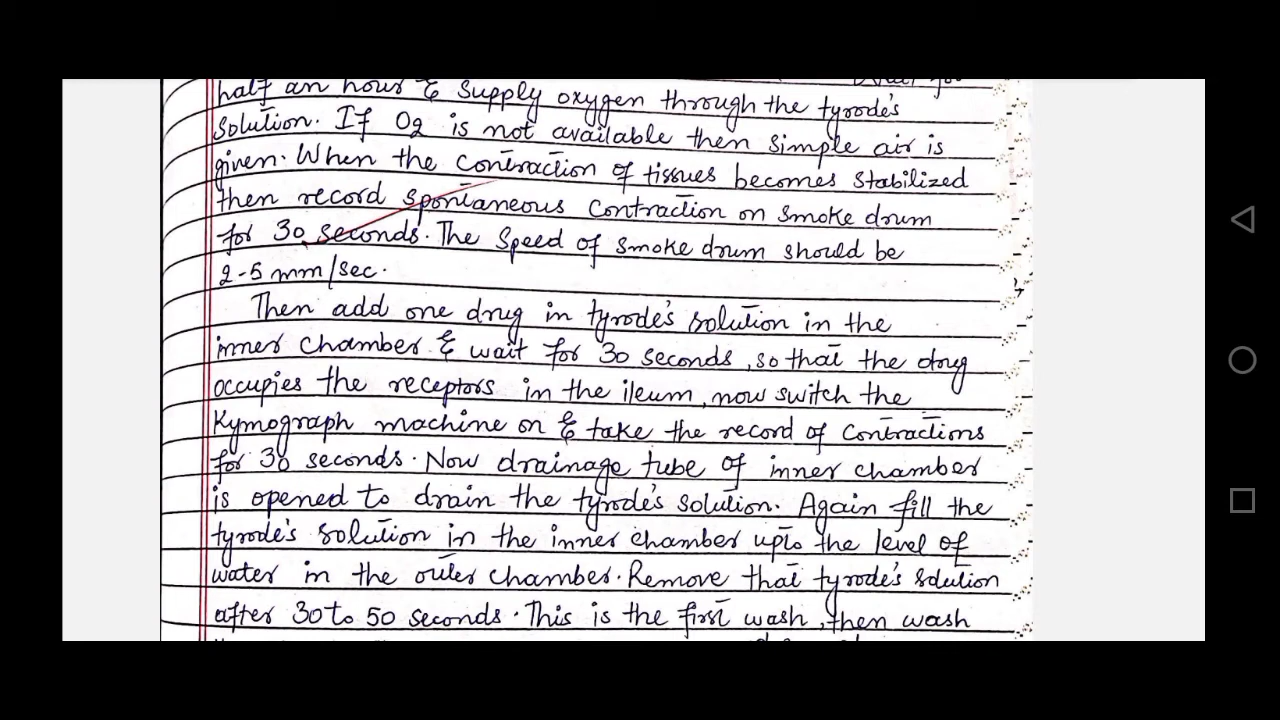 half an hour & supply oxygen through the tyrode's
solution. If O2 is not available then simple air is
given. When the contraction of tissues becomes stabilized
then record spontaneous contraction on smoke drum
for 30 seconds. The speed of smoke drum should be
2-5 mm/sec.
Then add one drug in tyrode's solution in the
inner chamber & wait for 30 seconds, so that the drug
occupies the receptors in the ileum, now switch the
Kymograph machine on & take the record of contractions
for 30 seconds. Now drainage tube of inner chamber
is opened to drain the tyrode's solution. Again fill the
tyrode's solution in the inner chamber upto the level of
water in the outer chamber. Remove that tyrode's solution
after 30 to 50 seconds. This is the first wash, then wash